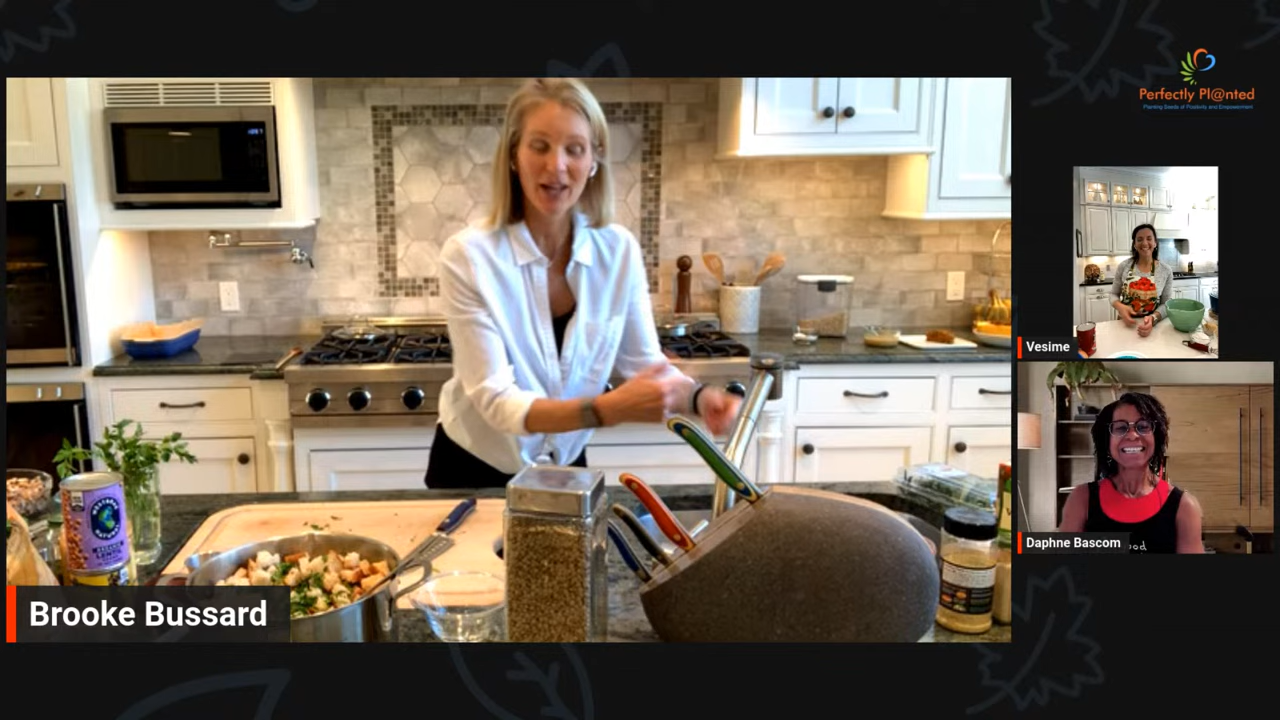 Perfectly Pl@nted
Planting Seeds of Positivity and Empowerment
Vesime
Daphne Bascom
Brooke Bussard